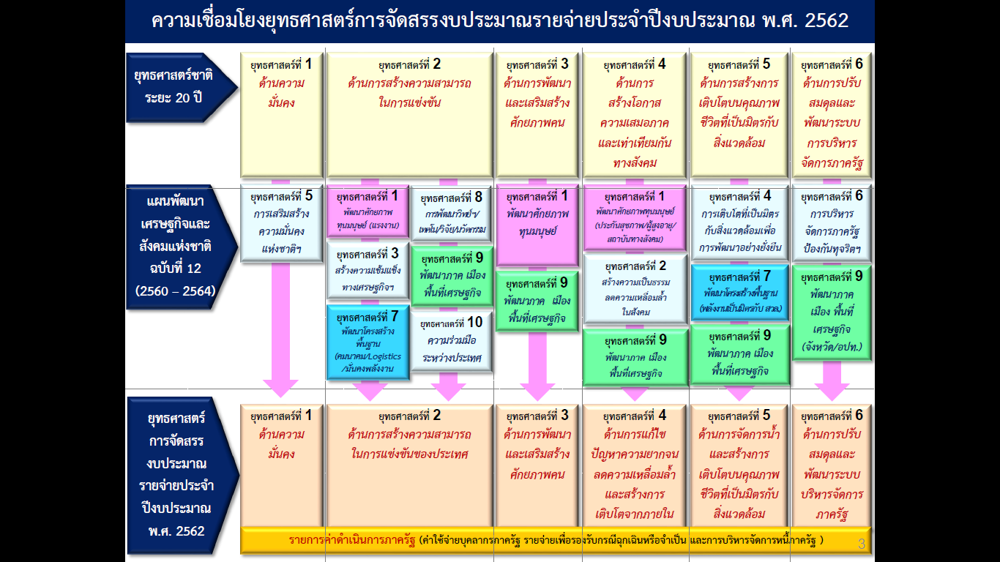 ความเชื่อมโยงยุทธศาสตร์การจัดสรรงบประมาณรายจ่ายประจำปีงบประมาณ พ.ศ. 2562
ยุทธศาสตร์ชาติ
ระยะ 20 ปี
ยุทธศาสตร์ที่ 1
ด้านความ
มั่นคง
ยุทธศาสตร์ที่ 2
ด้านการสร้างความสามารถ
ในการแข่งขัน
ยุทธศาสตร์ที่ 3
ด้านการพัฒนา
และเสริมสร้าง
ศักยภาพคน
ยุทธศาสตร์ที่ 4
ด้านการ
สร้างโอกาส
ความเสมอภาค
และเท่าเทียมกัน
ทางสังคม
ยุทธศาสตร์ที่ 5
ด้านการสร้างการ
เติบโตบนคุณภาพ
ชีวิตที่เป็นมิตรกับ
สิ่งแวดล้อม
ยุทธศาสตร์ที่ 6
ด้านการปรับ
สมดุลและ
พัฒนาระบบ
การบริหาร
จัดการภาครัฐ
แผนพัฒนา
เศรษฐกิจและ
สังคมแห่งชาติ
ฉบับที่ 12
(2560 – 2564)
ยุทธศาสตร์ที่ 5
การเสริมสร้าง
ความมั่นคง
แห่งชาติฯ
ยุทธศาสตร์ที่ 1
พัฒนาศักยภาพ
ทุนมนุษย์ (แรงงาน)
ยุทธศาสตร์ที่ 3
สร้างความเข้มแข็ง
ทางเศรษฐกิจฯ
ยุทธศาสตร์ที่ 7
พัฒนาโครงสร้าง
พื้นฐาน
(คมนาคม/Logistics
/มั่นคงพลังงาน
ยุทธศาสตร์ที่ 8
การพัฒนาวิทย์ฯ/
เทคโน/วิจัย/นวัตกรรม
ยุทธศาสตร์ที่ 9
พัฒนาภาค เมือง
พื้นที่เศรษฐกิจ
ยุทธศาสตร์ที่ 10
ความร่วมมือ
ระหว่างประเทศ
ยุทธศาสตร์ที่ 1
พัฒนาศักยภาพ
ทุนมนุษย์
ยุทธศาสตร์ที่ 9
พัฒนาภาค เมือง
พื้นที่เศรษฐกิจ
ยุทธศาสตร์ที่ 1
พัฒนาศักยภาพทุนมนุษย์
(ประกันสุขภาพ/ผู้สูงอายุ/
สถาบันทางสังคม)
ยุทธศาสตร์ที่ 2
สร้างความเป็นธรรม
ลดความเหลื่อมล้ำ
ในสังคม
ยุทธศาสตร์ที่ 9
พัฒนาภาค เมือง
พื้นที่เศรษฐกิจ
ยุทธศาสตร์ที่ 4
การเติบโตที่เป็นมิตร
กับสิ่งแวดล้อมเพื่อ
การพัฒนาอย่างยั่งยืน
ยุทธศาสตร์ที่ 7
พัฒนาโครงสร้างพื้นฐาน
(พลังงานเป็นมิตรกับ สวล.)
ยุทธศาสตร์ที่ 9
พัฒนาภาค เมือง
พื้นที่เศรษฐกิจ
ยุทธศาสตร์ที่ 6
การบริหาร
จัดการภาครัฐ
ป้องกันทุจริตฯ
ยุทธศาสตร์ที่ 9
พัฒนาภาค
เมือง พื้นที่
เศรษฐกิจ
(จังหวัด/อปท.)
ยุทธศาสตร์
การจัดสรร
งบประมาณ
รายจ่ายประจำ
ปีงบประมาณ
พ.ศ. 2562
ยุทธศาสตร์ที่ 1
ด้านความ
มั่นคง
ยุทธศาสตร์ที่ 2
ด้านการสร้างความสามารถ
ในการแข่งขันของประเทศ
ยุทธศาสตร์ที่ 3
ด้านการพัฒนา
และเสริมสร้าง
ศักยภาพคน
ยุทธศาสตร์ที่ 4
ด้านการแก้ไข
ปัญหาความยากจน
ลดความเหลื่อมล้ำ
และสร้างการ
เติบโตจากภายใน
ยุทธศาสตร์ที่ 5
ด้านการจัดการน้ำ
และสร้างการ
เติบโตบนคุณภาพ
ชีวิตที่เป็นมิตรกับ
สิ่งแวดล้อม
ยุทธศาสตร์ที่ 6
ด้านการปรับ
สมดุลและ
พัฒนาระบบ
บริหารจัดการ
ภาครัฐ
รายการค่าดำเนินการภาครัฐ (ค่าใช้จ่ายบุคลากรภาครัฐ รายจ่ายเพื่อรองรับกรณีฉุกเฉินหรือจำเป็น และการบริหารจัดการหนี้ภาครัฐ )
3